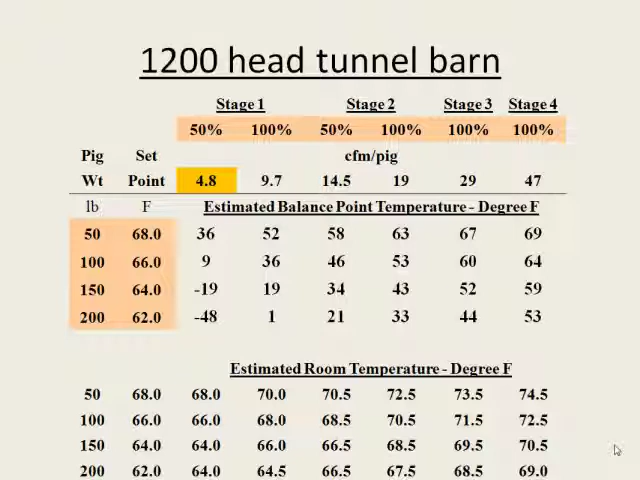 1200 head tunnel barn
Stage 1 Stage 2 Stage 3 Stage 4
50% 100% 50% 100% 100% 100%
Pig Set cfm/pig
Wt Point 4.8 9.7 14.5 19 29 47
lb F Estimated Balance Point Temperature - Degree F
50 68.0 36 52 58 63 67 69
100 66.0 9 36 46 53 60 64
150 64.0 -19 19 34 43 52 59
200 62.0 -48 1 21 33 44 53
Estimated Room Temperature - Degree F
50 68.0 68.0 70.0 70.5 72.5 73.5 74.5
100 66.0 66.0 68.0 68.5 70.5 71.5 72.5
150 64.0 64.0 66.0 66.5 68.5 69.5 70.5
200 62.0 64.0 64.5 66.5 67.5 68.5 69.0